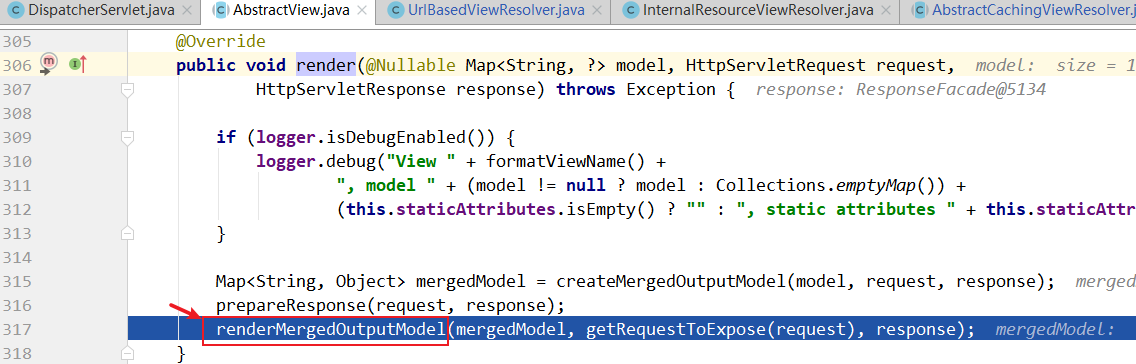 DispatcherServlet.java × AbstractView.java × UrlBasedViewResolver.java × InternalResourceViewResolver.java × AbstractCachingViewResolver.j
305 @Override
306 public void render(@Nullable Map<String, ?> model, HttpServletRequest request, model: size = 1
307 HttpServletResponse response) throws Exception { response: ResponseFacade@5134
308
309 if (logger.isDebugEnabled()) {
310 logger.debug("View " + formatViewName() +
311 ", model " + (model != null ? model : Collections.emptyMap()) +
312 (this.staticAttributes.isEmpty() ? "" : ", static attributes " + this.staticAttr
313 }
314
315 Map<String, Object> mergedModel = createMergedOutputModel(model, request, response); merged
316 prepareResponse(request, response);
317 renderMergedOutputModel(mergedModel, getRequestToExpose(request), response); mergedModel:
318 }